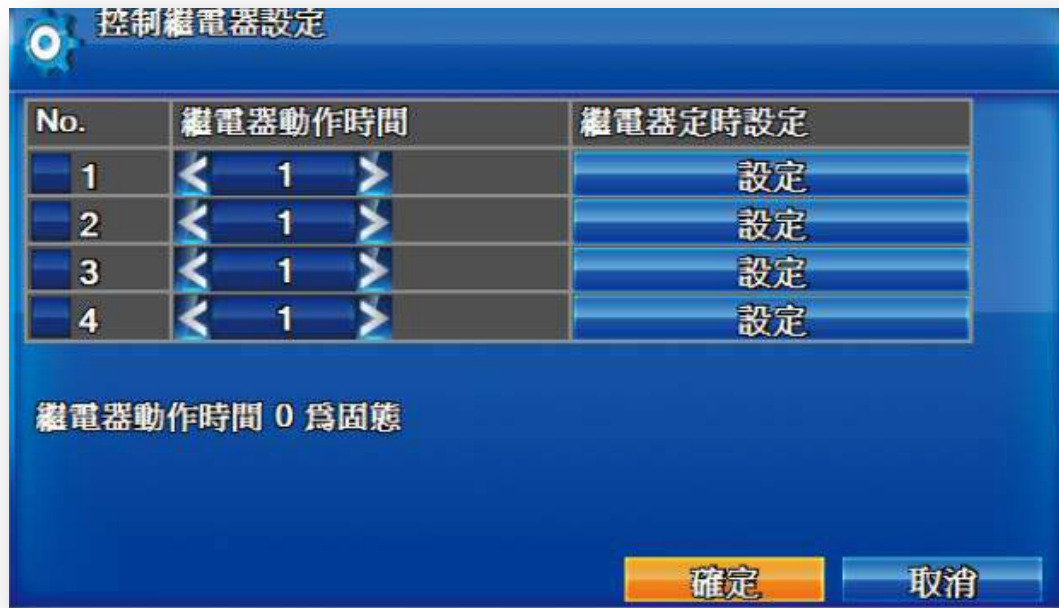 控制繼電器設定
No. 繼電器動作時間 繼電器定時設定
1 < 1 > 設定
2 < 1 > 設定
3 < 1 > 設定
4 < 1 > 設定
繼電器動作時間 0 爲固態
確定 取消